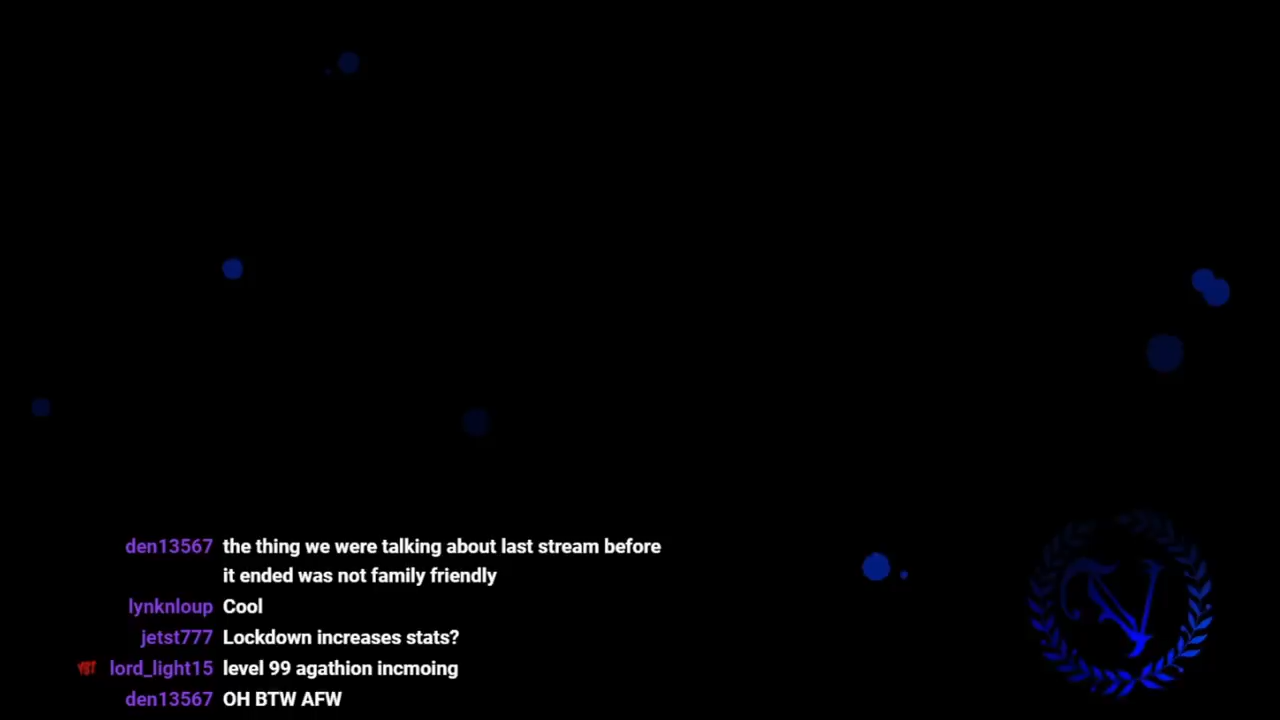 den13567 the thing we were talking about last stream before
it ended was not family friendly
lynknloup Cool
jetst777 Lockdown increases stats?
lord_light15 level 99 agathion incmoing
den13567 OH BTW AFW